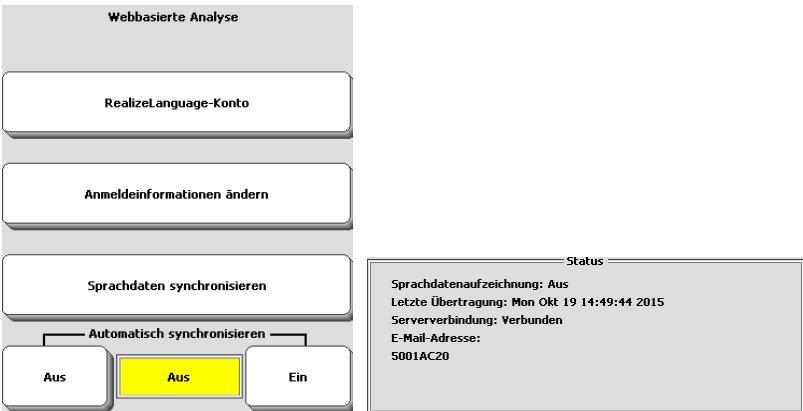 Webbasierte Analyse
RealizeLanguage-Konto
Anmeldeinformationen ändern
Sprachdaten synchronisieren
Automatisch synchronisieren
Aus
Aus
Ein
Status
Sprachdatenaufzeichnung: Aus
Letzte Übertragung: Mon Okt 19 14:49:44 2015
Serververbindung: Verbunden
E-Mail-Adresse:
5001AC20